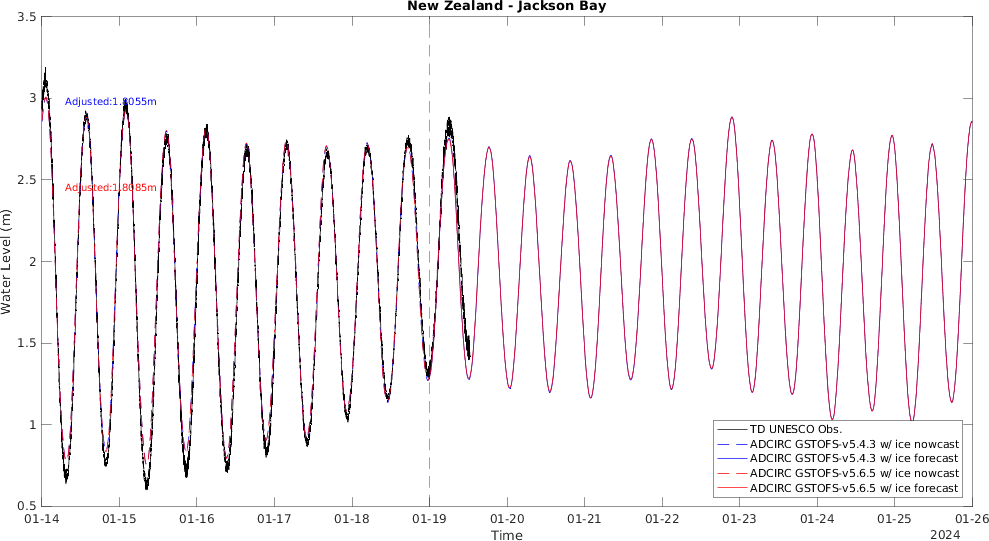 New Zealand - Jackson Bay
Water Level (m)
3.5
3
2.5
2
1.5
1
0.5
Adjusted:1.8055m
Adjusted:1.8085m
TD UNESCO Obs.
ADCIRC GSTOFS-v5.4.3 w/ ice nowcast
ADCIRC GSTOFS-v5.4.3 w/ ice forecast
ADCIRC GSTOFS-v5.6.5 w/ ice nowcast
ADCIRC GSTOFS-v5.6.5 w/ ice forecast
01-14 01-15 01-16 01-17 01-18 01-19 01-20 01-21 01-22 01-23 01-24 01-25 01-26
Time
2024